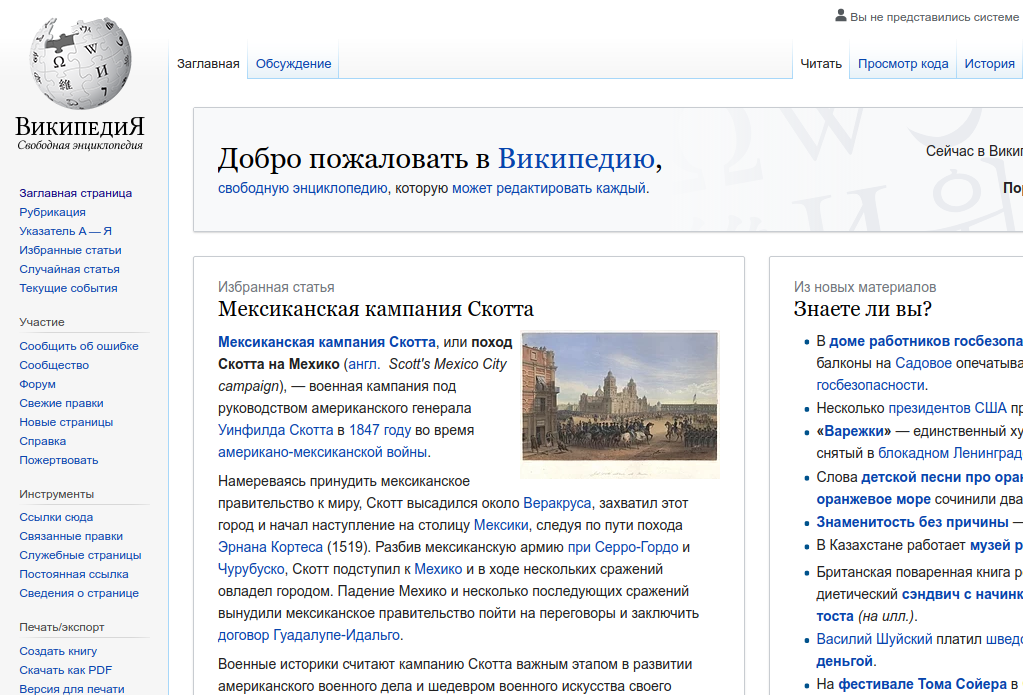 Вы не представились системе
Заглавная
Обсуждение
Читать
Просмотр кода
История
ВикипедиЯ
Свободная энциклопедия
Заглавная страница
Рубрикация
Указатель А — Я
Избранные статьи
Случайная статья
Текущие события
Участие
Сообщить об ошибке
Сообщество
Форум
Свежие правки
Новые страницы
Справка
Пожертвовать
Инструменты
Ссылки сюда
Связанные правки
Служебные страницы
Постоянная ссылка
Сведения о странице
Печать/экспорт
Создать книгу
Скачать как PDF
Версия для печати
Добро пожаловать в Википедию,
свободную энциклопедию, которую может редактировать каждый.
Сейчас в Вики
Избранная статья
Мексиканская кампания Скотта
Мексиканская кампания Скотта, или поход
Скотта на Мехико (англ. Scott's Mexico City
campaign), — военная кампания под
руководством американского генерала
Уинфилда Скотта в 1847 году во время
американо-мексиканской войны.
Намереваясь принудить мексиканское
правительство к миру, Скотт высадился около Веракруса, захватил этот
город и начал наступление на столицу Мексики, следуя по пути похода
Эрнана Кортеса (1519). Разбив мексиканскую армию при Серро-Гордо и
Чурубуско, Скотт подступил к Мехико и в ходе нескольких сражений
овладел городом. Падение Мехико и несколько последующих сражений
вынудили мексиканское правительство пойти на переговоры и заключить
договор Гуадалупе-Идальго.
Военные историки считают кампанию Скотта важным этапом в развитии
американского военного дела и шедевром военного искусства своего
Из новых материалов
Знаете ли вы?
В доме работников госбезопа
балконы на Садовое опечатыва
госбезопасности.
Несколько президентов США пр
«Варежки» — единственный ху
снятый в блокадном Ленинград
Слова детской песни про оран
оранжевое море сочинили два
Знаменитость без причины —
В Казахстане работает музей р
Британская поваренная книга р
диетический сэндвич с начинк
тоста (на илл.).
Василий Шуйский платил шведс
деньгой.
На фестивале Тома Сойера в